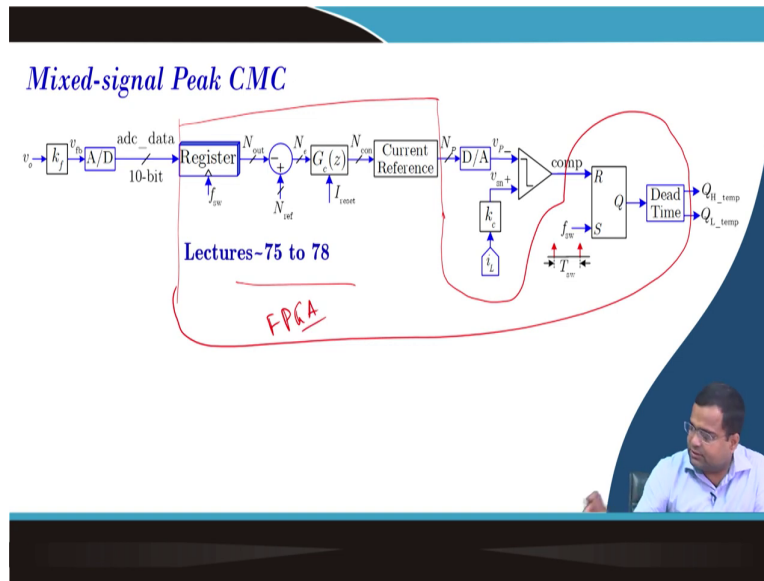 Mixed-signal Peak CMC
v_o k_f v_fb A/D adc_data 10-bit Register f_sw N_out - + N_ref N_e G_c(z) I_reset N_con Current Reference N_p D/A v_p - v_sn + k_c i_L comp R Q S f_sw T_sw Dead Time Q_H_temp Q_L_temp
Lectures~75 to 78
FPGA